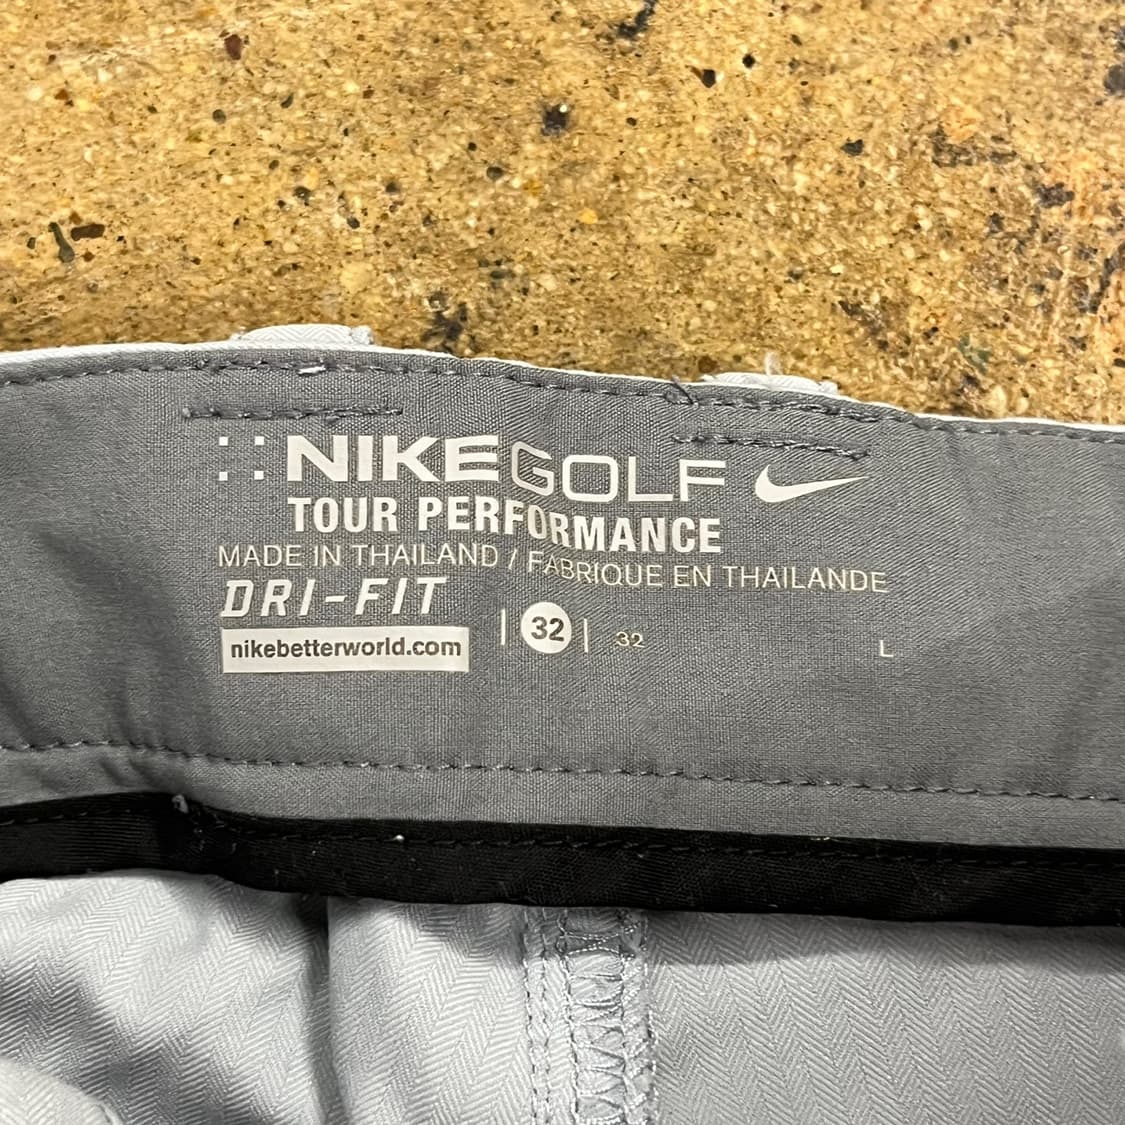 NIKEGOLF
TOUR PERFORMANCE
MADE IN THAILAND / FABRIQUE EN THAILANDE
DRI-FIT
nikebetterworld.com | 32 | 32 L